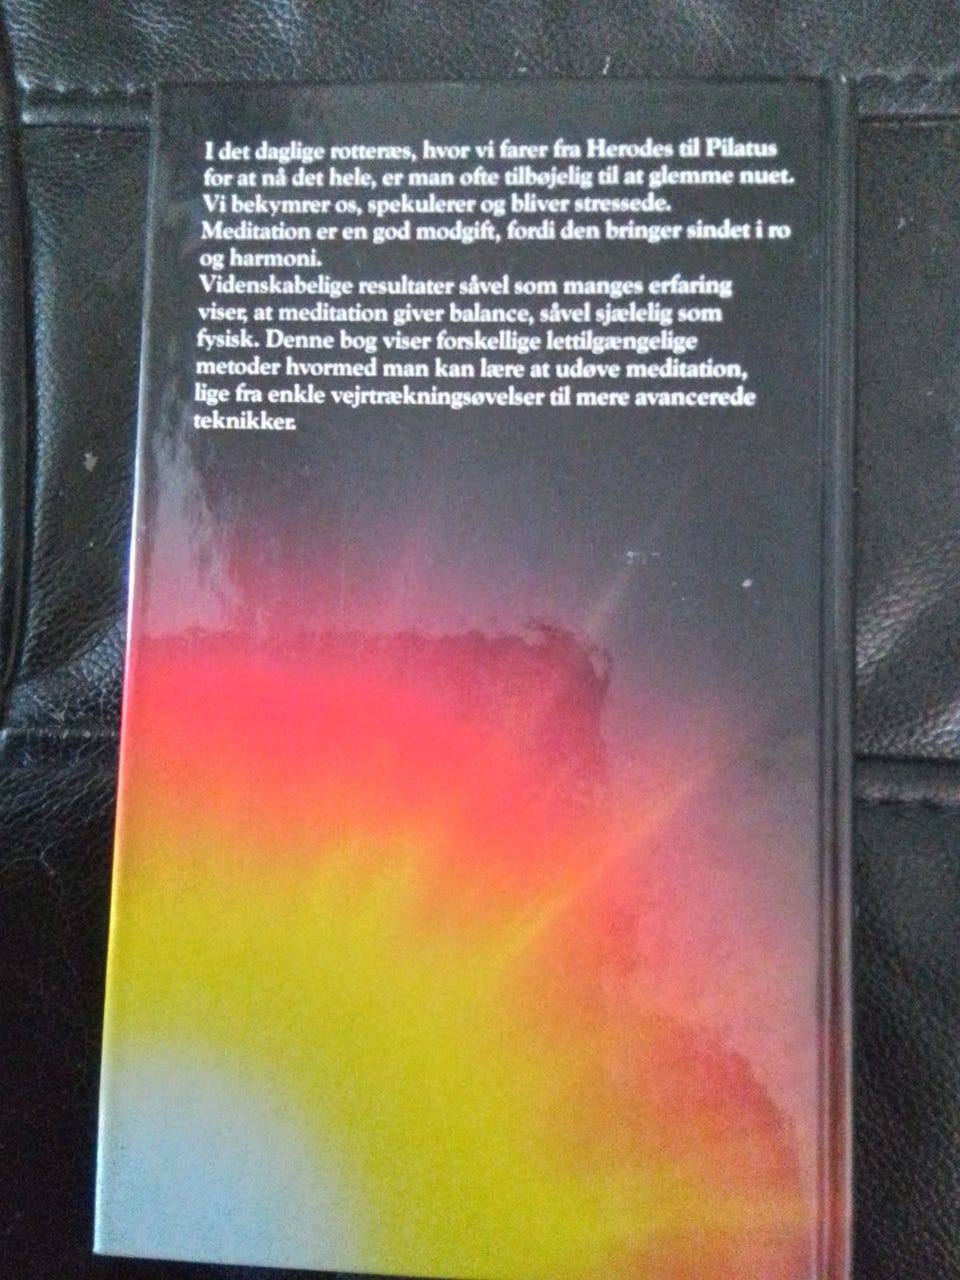 I det daglige rotteræs, hvor vi farer fra Herodes til Pilatus
for at nå det hele, er man ofte tilbøjelig til at glemme nuet.
Vi bekymrer os, spekulerer og bliver stressede.
Meditation er en god modgift, fordi den bringer sindet i ro
og harmoni.
Videnskabelige resultater såvel som manges erfaring
viser, at meditation giver balance, såvel sjælelig som
fysisk. Denne bog viser forskellige lettilgængelige
metoder hvormed man kan lære at udøve meditation,
lige fra enkle vejrtrækningsøvelser til mere avancerede
teknikker.